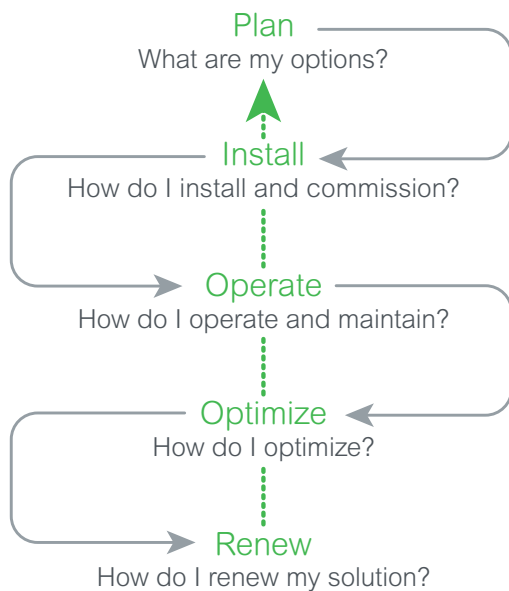 Plan
What are my options?
Install
How do I install and commission?
Operate
How do I operate and maintain?
Optimize
How do I optimize?
Renew
How do I renew my solution?